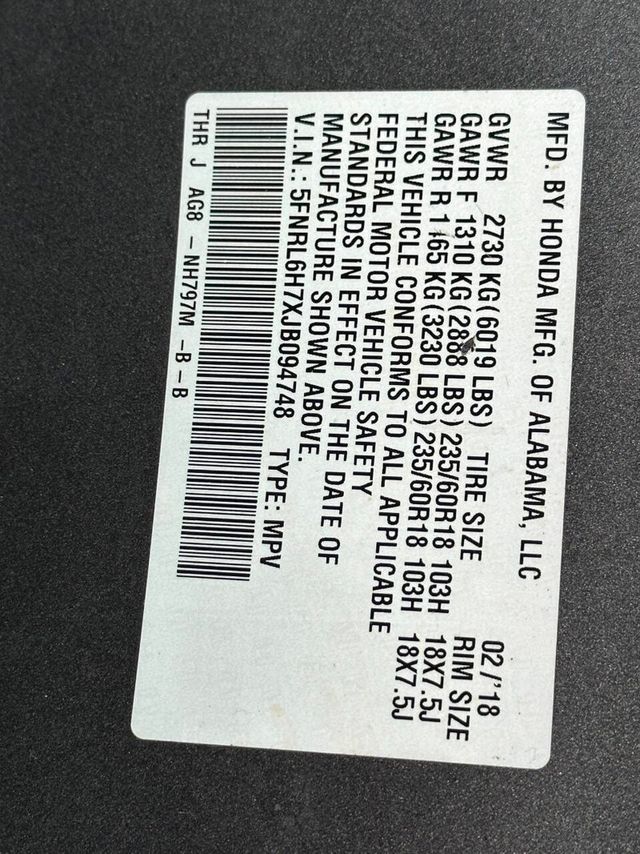 MFD. BY HONDA MFG. OF ALABAMA, LLC
02/'18
GVWR 2730 KG(6019 LBS) TIRE SIZE RIM SIZE
GAWR F 1310 KG(2888 LBS) 235/60R18 103H 18X7.5J
GAWR R 1465 KG(3230 LBS) 235/60R18 103H 18X7.5J
THIS VEHICLE CONFORMS TO ALL APPLICABLE
FEDERAL MOTOR VEHICLE SAFETY
STANDARDS IN EFFECT ON THE DATE OF
MANUFACTURE SHOWN ABOVE.
V.I.N.: 5FNRL6H7XJB094748 TYPE: MPV
THR J AG8 - NH797M - B - B